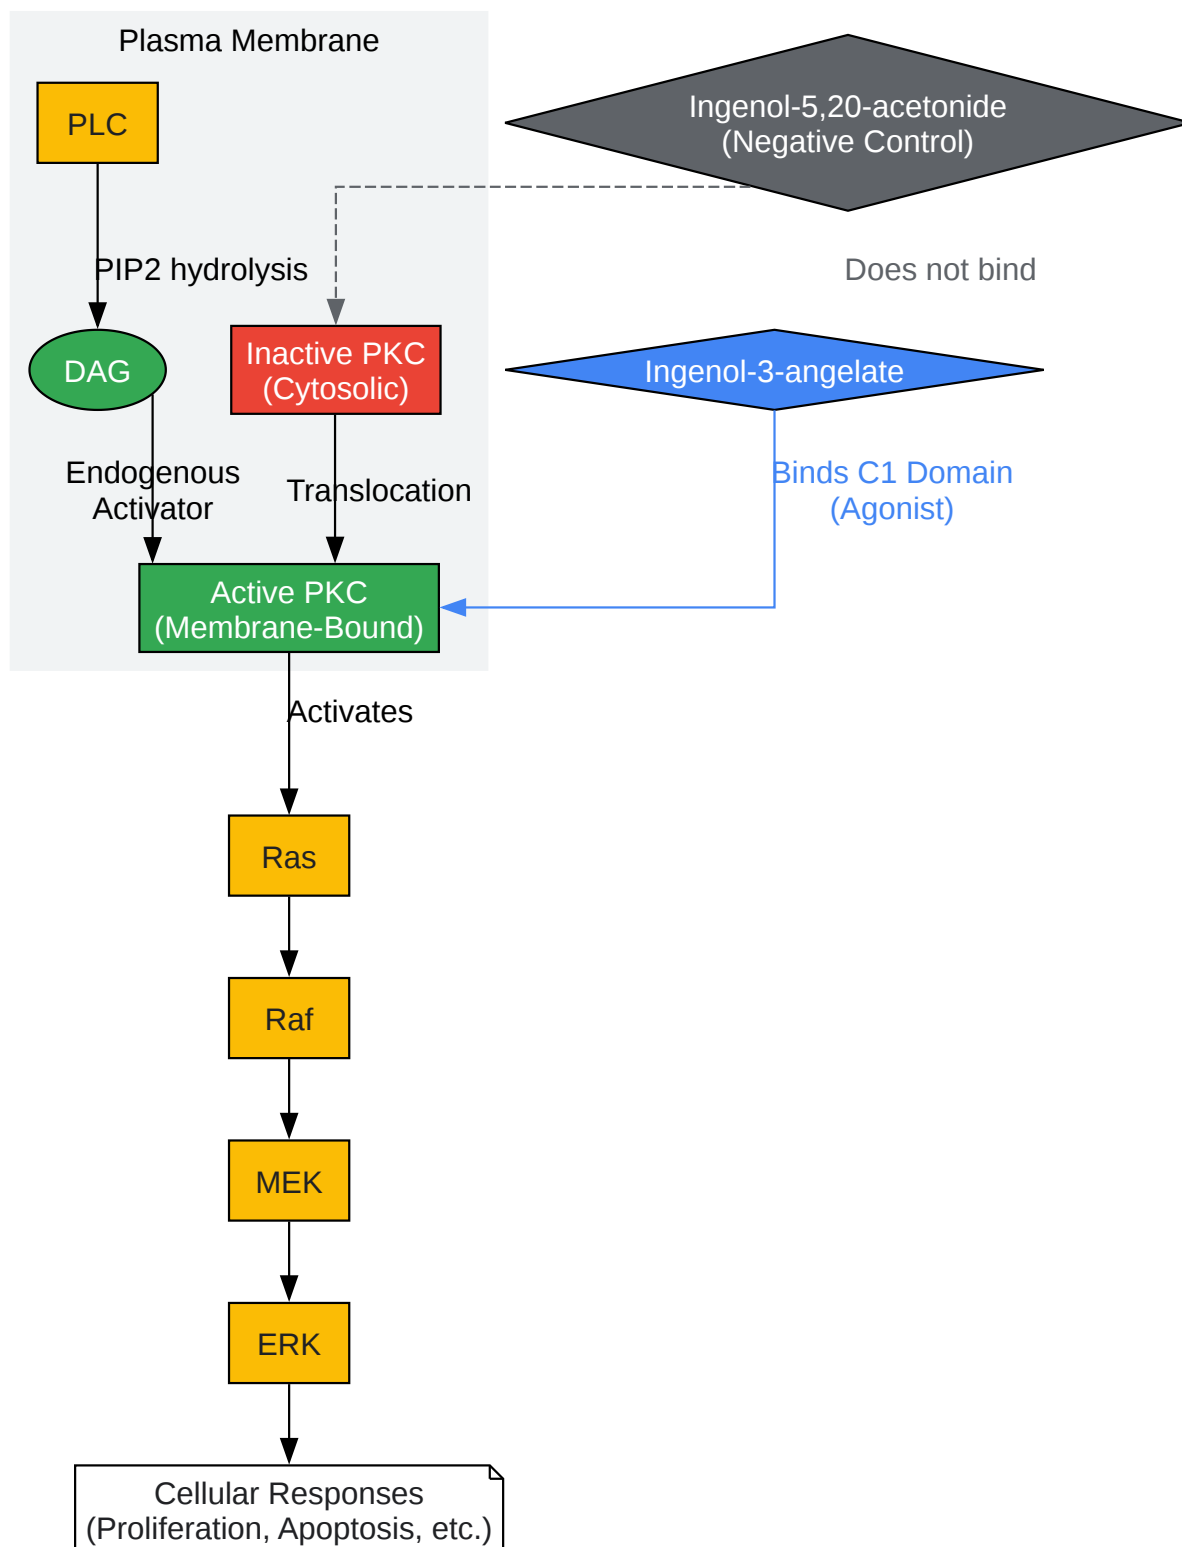 Plasma Membrane
PLC
Ingenol-5,20-acetonide
(Negative Control)
PIP2 hydrolysis
Does not bind
DAG
Inactive PKC
(Cytosolic)
Ingenol-3-angelate
Endogenous
Activator
Translocation
Binds C1 Domain
(Agonist)
Active PKC
(Membrane-Bound)
Activates
Ras
Raf
MEK
ERK
Cellular Responses
(Proliferation, Apoptosis, etc.)